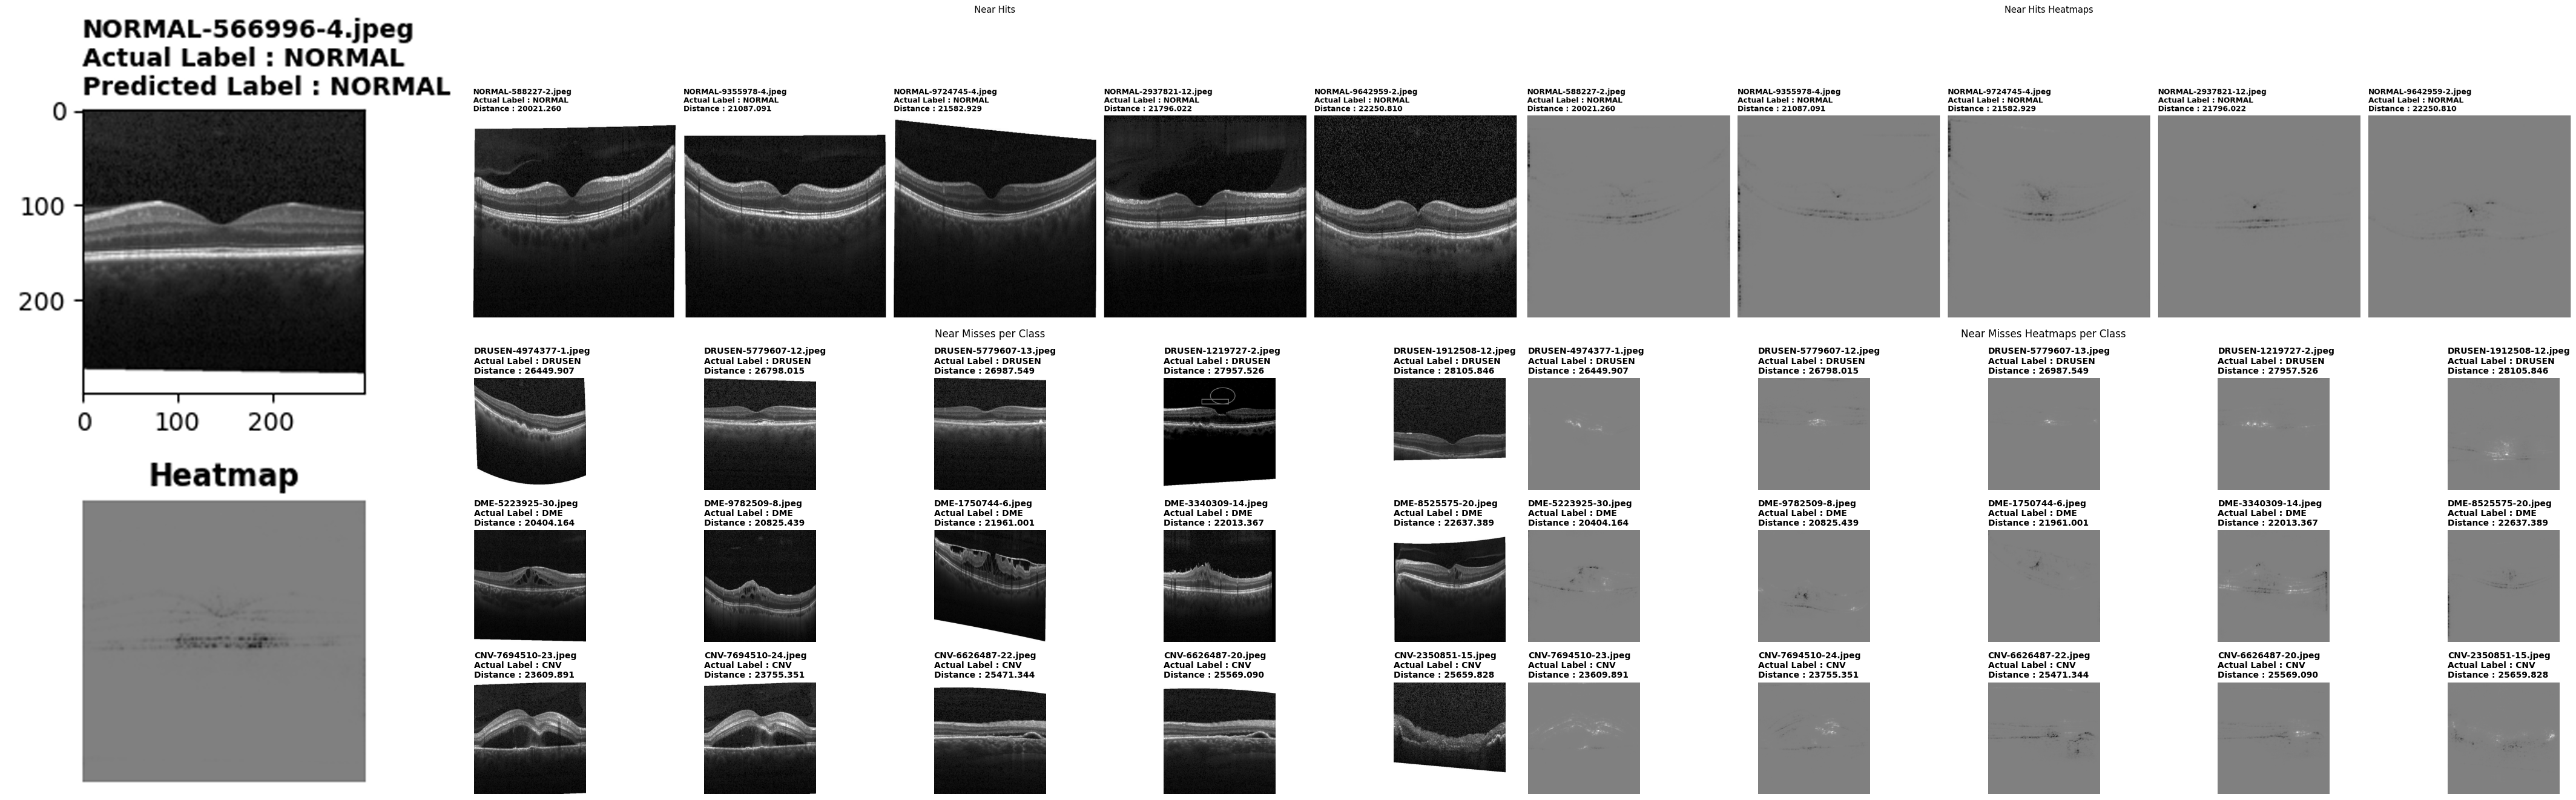 NORMAL-566996-4.jpeg
Actual Label : NORMAL
Predicted Label : NORMAL
0
100
200
0
100
200
Heatmap
Near Hits
NORMAL-588227-2.jpeg
Actual Label : NORMAL
Distance : 20021.260
NORMAL-9355978-4.jpeg
Actual Label : NORMAL
Distance : 21087.091
NORMAL-9724745-4.jpeg
Actual Label : NORMAL
Distance : 21582.929
NORMAL-2937821-12.jpeg
Actual Label : NORMAL
Distance : 21796.022
NORMAL-9642959-2.jpeg
Actual Label : NORMAL
Distance : 22250.810
Near Hits Heatmaps
NORMAL-588227-2.jpeg
Actual Label : NORMAL
Distance : 20021.260
NORMAL-9355978-4.jpeg
Actual Label : NORMAL
Distance : 21087.091
NORMAL-9724745-4.jpeg
Actual Label : NORMAL
Distance : 21582.929
NORMAL-2937821-12.jpeg
Actual Label : NORMAL
Distance : 21796.022
NORMAL-9642959-2.jpeg
Actual Label : NORMAL
Distance : 22250.810
Near Misses per Class
DRUSEN-4974377-1.jpeg
Actual Label : DRUSEN
Distance : 26449.907
DRUSEN-5779607-12.jpeg
Actual Label : DRUSEN
Distance : 26798.015
DRUSEN-5779607-13.jpeg
Actual Label : DRUSEN
Distance : 26987.549
DRUSEN-1219727-2.jpeg
Actual Label : DRUSEN
Distance : 27957.526
DRUSEN-1912508-12.jpeg
Actual Label : DRUSEN
Distance : 28105.846
DME-5223925-30.jpeg
Actual Label : DME
Distance : 20404.164
DME-9782509-8.jpeg
Actual Label : DME
Distance : 20825.439
DME-1750744-6.jpeg
Actual Label : DME
Distance : 21961.001
DME-3340309-14.jpeg
Actual Label : DME
Distance : 22013.367
DME-8525575-20.jpeg
Actual Label : DME
Distance : 22637.389
CNV-7694510-23.jpeg
Actual Label : CNV
Distance : 23609.891
CNV-7694510-24.jpeg
Actual Label : CNV
Distance : 23755.351
CNV-6626487-22.jpeg
Actual Label : CNV
Distance : 25471.344
CNV-6626487-20.jpeg
Actual Label : CNV
Distance : 25569.090
CNV-2350851-15.jpeg
Actual Label : CNV
Distance : 25659.828
Near Misses Heatmaps per Class
DRUSEN-4974377-1.jpeg
Actual Label : DRUSEN
Distance : 26449.907
DRUSEN-5779607-12.jpeg
Actual Label : DRUSEN
Distance : 26798.015
DRUSEN-5779607-13.jpeg
Actual Label : DRUSEN
Distance : 26987.549
DRUSEN-1219727-2.jpeg
Actual Label : DRUSEN
Distance : 27957.526
DRUSEN-1912508-12.jpeg
Actual Label : DRUSEN
Distance : 28105.846
DME-5223925-30.jpeg
Actual Label : DME
Distance : 20404.164
DME-9782509-8.jpeg
Actual Label : DME
Distance : 20825.439
DME-1750744-6.jpeg
Actual Label : DME
Distance : 21961.001
DME-3340309-14.jpeg
Actual Label : DME
Distance : 22013.367
DME-8525575-20.jpeg
Actual Label : DME
Distance : 22637.389
CNV-7694510-23.jpeg
Actual Label : CNV
Distance : 23609.891
CNV-7694510-24.jpeg
Actual Label : CNV
Distance : 23755.351
CNV-6626487-22.jpeg
Actual Label : CNV
Distance : 25471.344
CNV-6626487-20.jpeg
Actual Label : CNV
Distance : 25569.090
CNV-2350851-15.jpeg
Actual Label : CNV
Distance : 25659.828